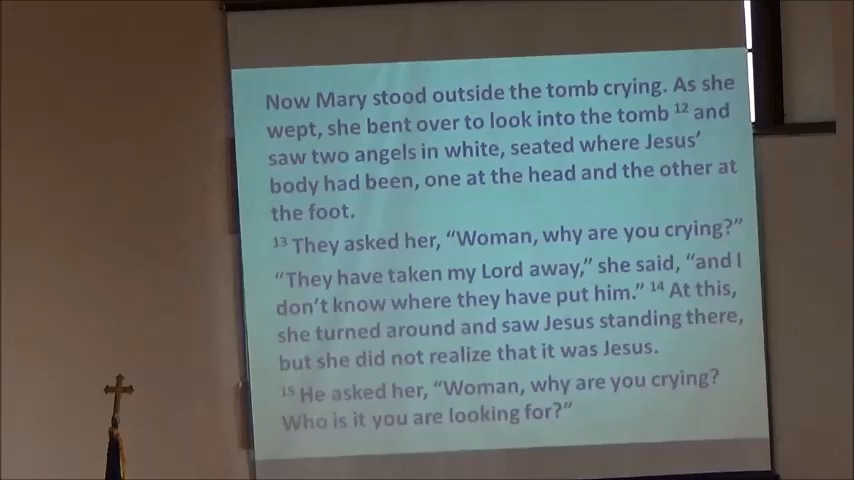 Now Mary stood outside the tomb crying. As she
wept, she bent over to look into the tomb 12 and
saw two angels in white, seated where Jesus’
body had been, one at the head and the other at
the foot.
13 They asked her, “Woman, why are you crying?”
“They have taken my Lord away,” she said, “and I
don’t know where they have put him.” 14 At this,
she turned around and saw Jesus standing there,
but she did not realize that it was Jesus.
15 He asked her, “Woman, why are you crying?
Who is it you are looking for?”